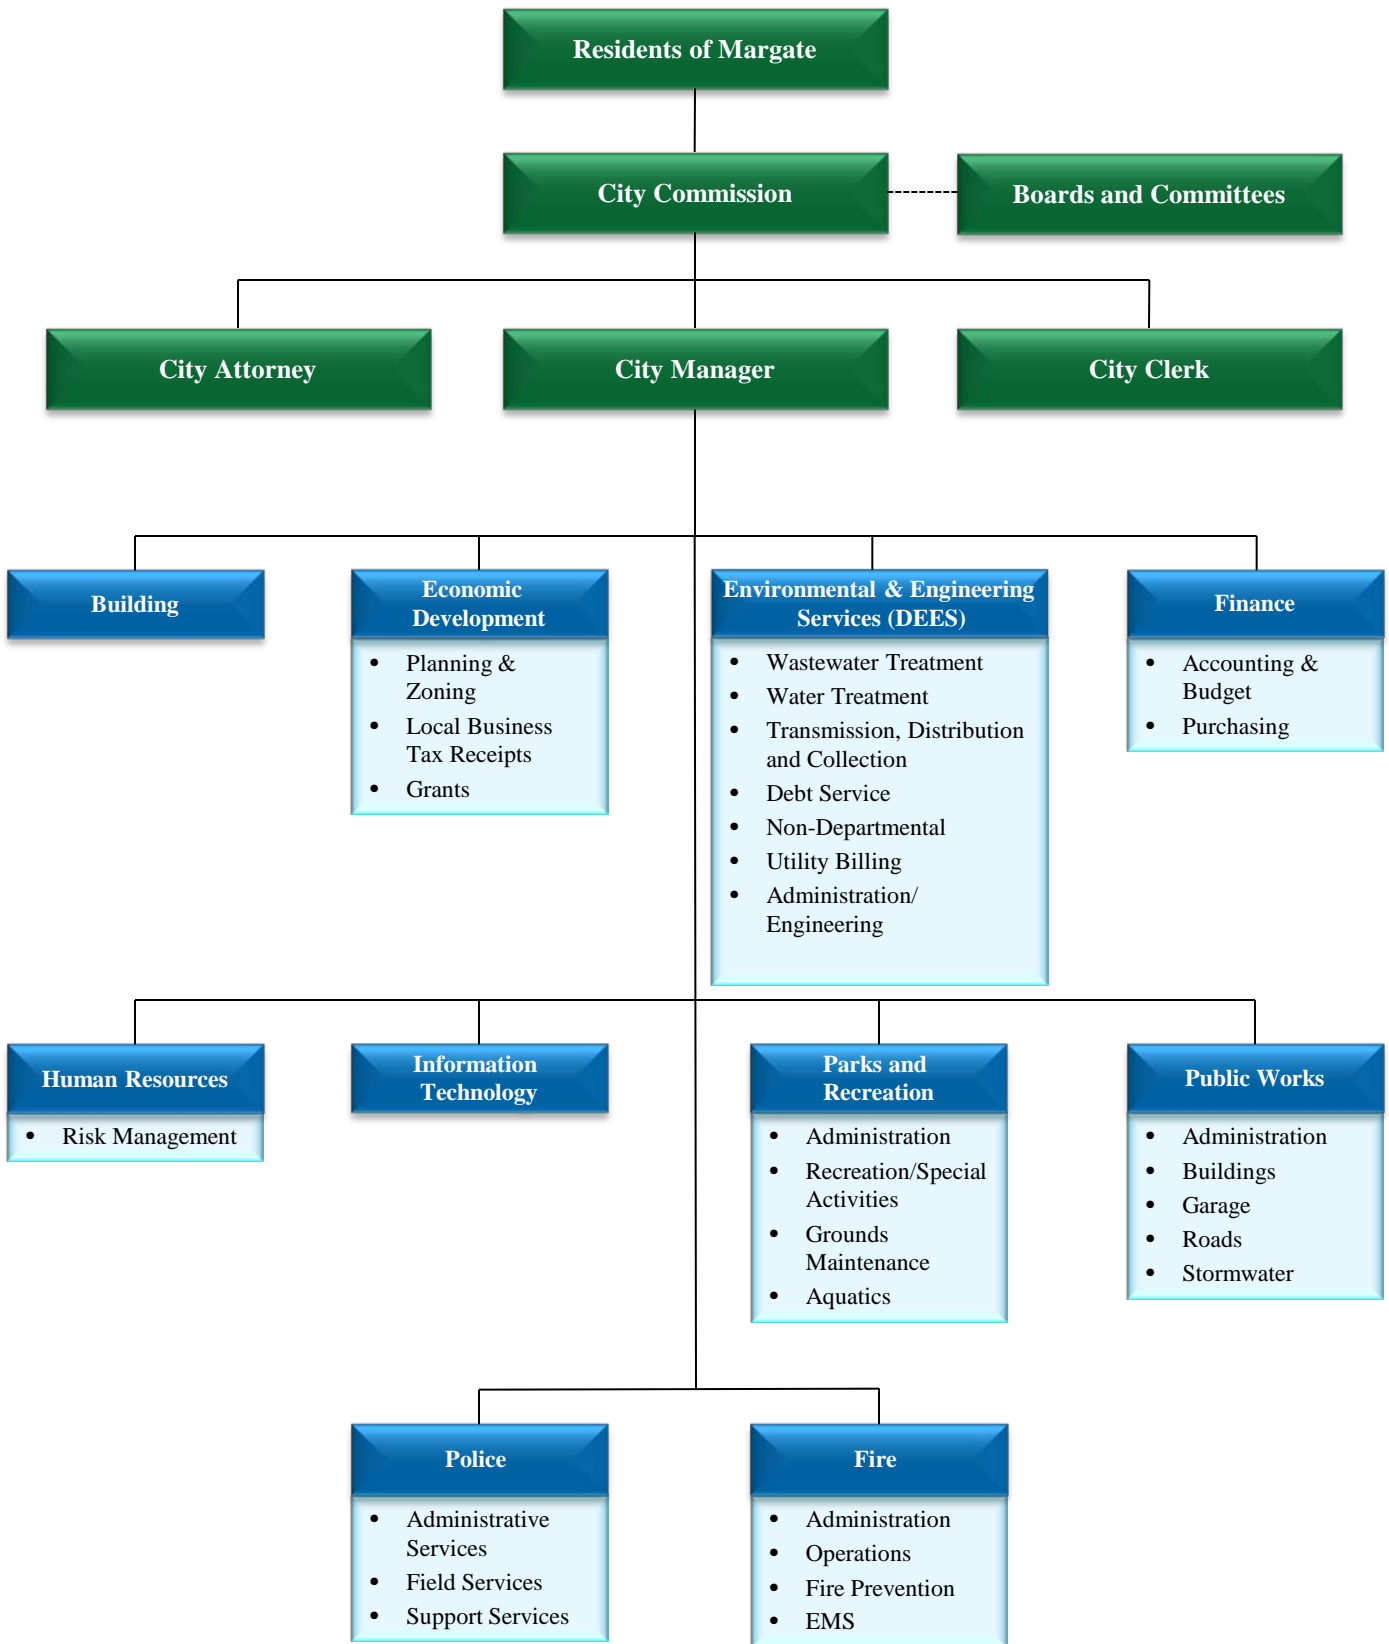 Residents of Margate
City Commission
Boards and Committees
City Attorney
City Manager
City Clerk
Building
Economic
Development
• Planning &
Zoning
• Local Business
Tax Receipts
• Grants
Environmental & Engineering
Services (DEES)
• Wastewater Treatment
• Water Treatment
• Transmission, Distribution
and Collection
• Debt Service
• Non-Departmental
• Utility Billing
• Administration/
Engineering
Finance
• Accounting &
Budget
• Purchasing
Human Resources
• Risk Management
Information
Technology
Parks and
Recreation
• Administration
• Recreation/Special
Activities
• Grounds
Maintenance
• Aquatics
Public Works
• Administration
• Buildings
• Garage
• Roads
• Stormwater
Police
• Administrative
Services
• Field Services
• Support Services
Fire
• Administration
• Operations
• Fire Prevention
• EMS